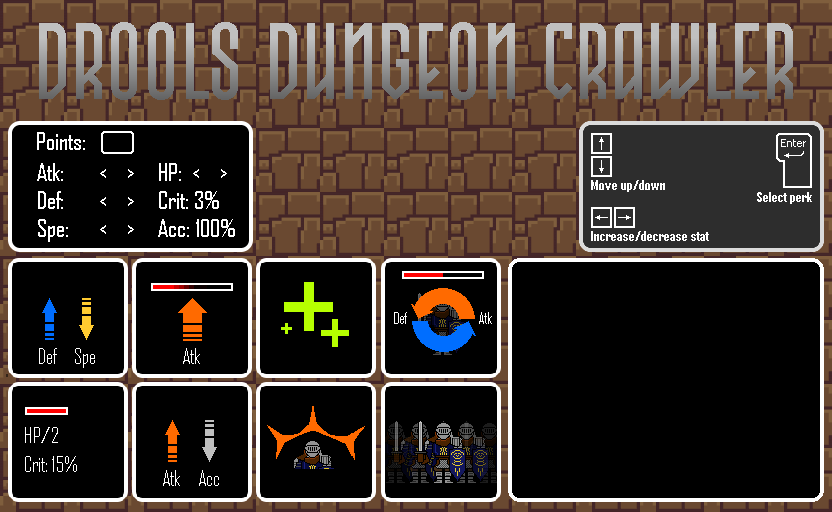 DROOLS DUNGEON CRAWLER
Points:
Atk: < > HP: < >
Def: < > Crit: 3%
Spe: < > Acc: 100%
↑
↓
Move up/down
← →
Increase/decrease stat
Enter
Select perk
Def Spe
Atk
Def Atk
HP/2
Crit: 15%
Atk Acc